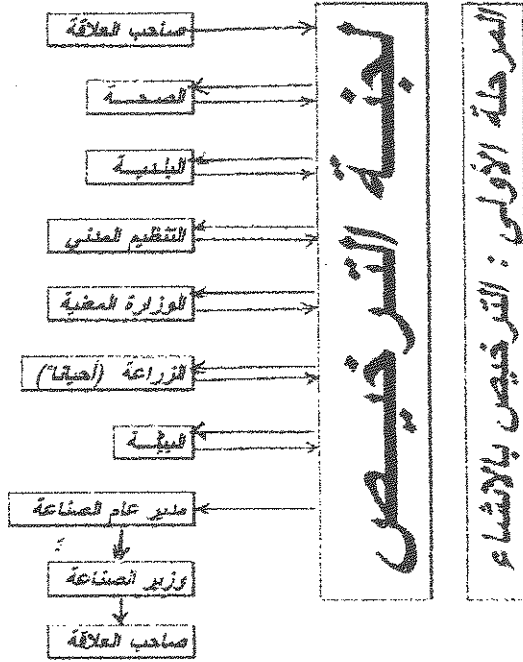 المرحلة الأولى : الترخيص بالانشاء
لجنة الترخيص
صاحب العلاقة
الصحة
البلدية
التنظيم المدني
الوزارة المعنية
الزراعة (أحيانا")
البيئة
مدير عام الصناعة
وزير الصناعة
صاحب العلاقة